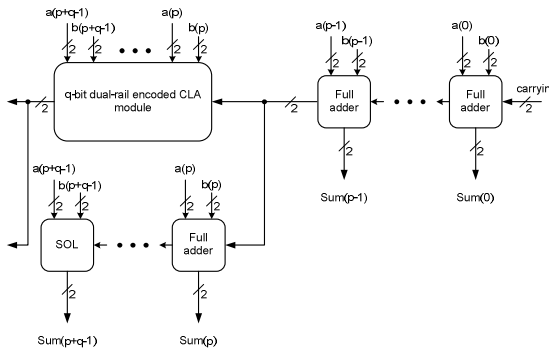 a(p+q-1)
b(p+q-1)
2
2
a(p)
b(p)
2
2
a(p-1)
b(p-1)
2
2
a(0)
b(0)
2
2
q-bit dual-rail encoded CLA
module
2
2
Full
adder
Full
adder
carryin
2
2
2
Sum(p-1)
Sum(0)
a(p+q-1)
b(p+q-1)
2
2
a(p)
b(p)
2
2
SOL
Full
adder
2
2
Sum(p+q-1)
Sum(p)